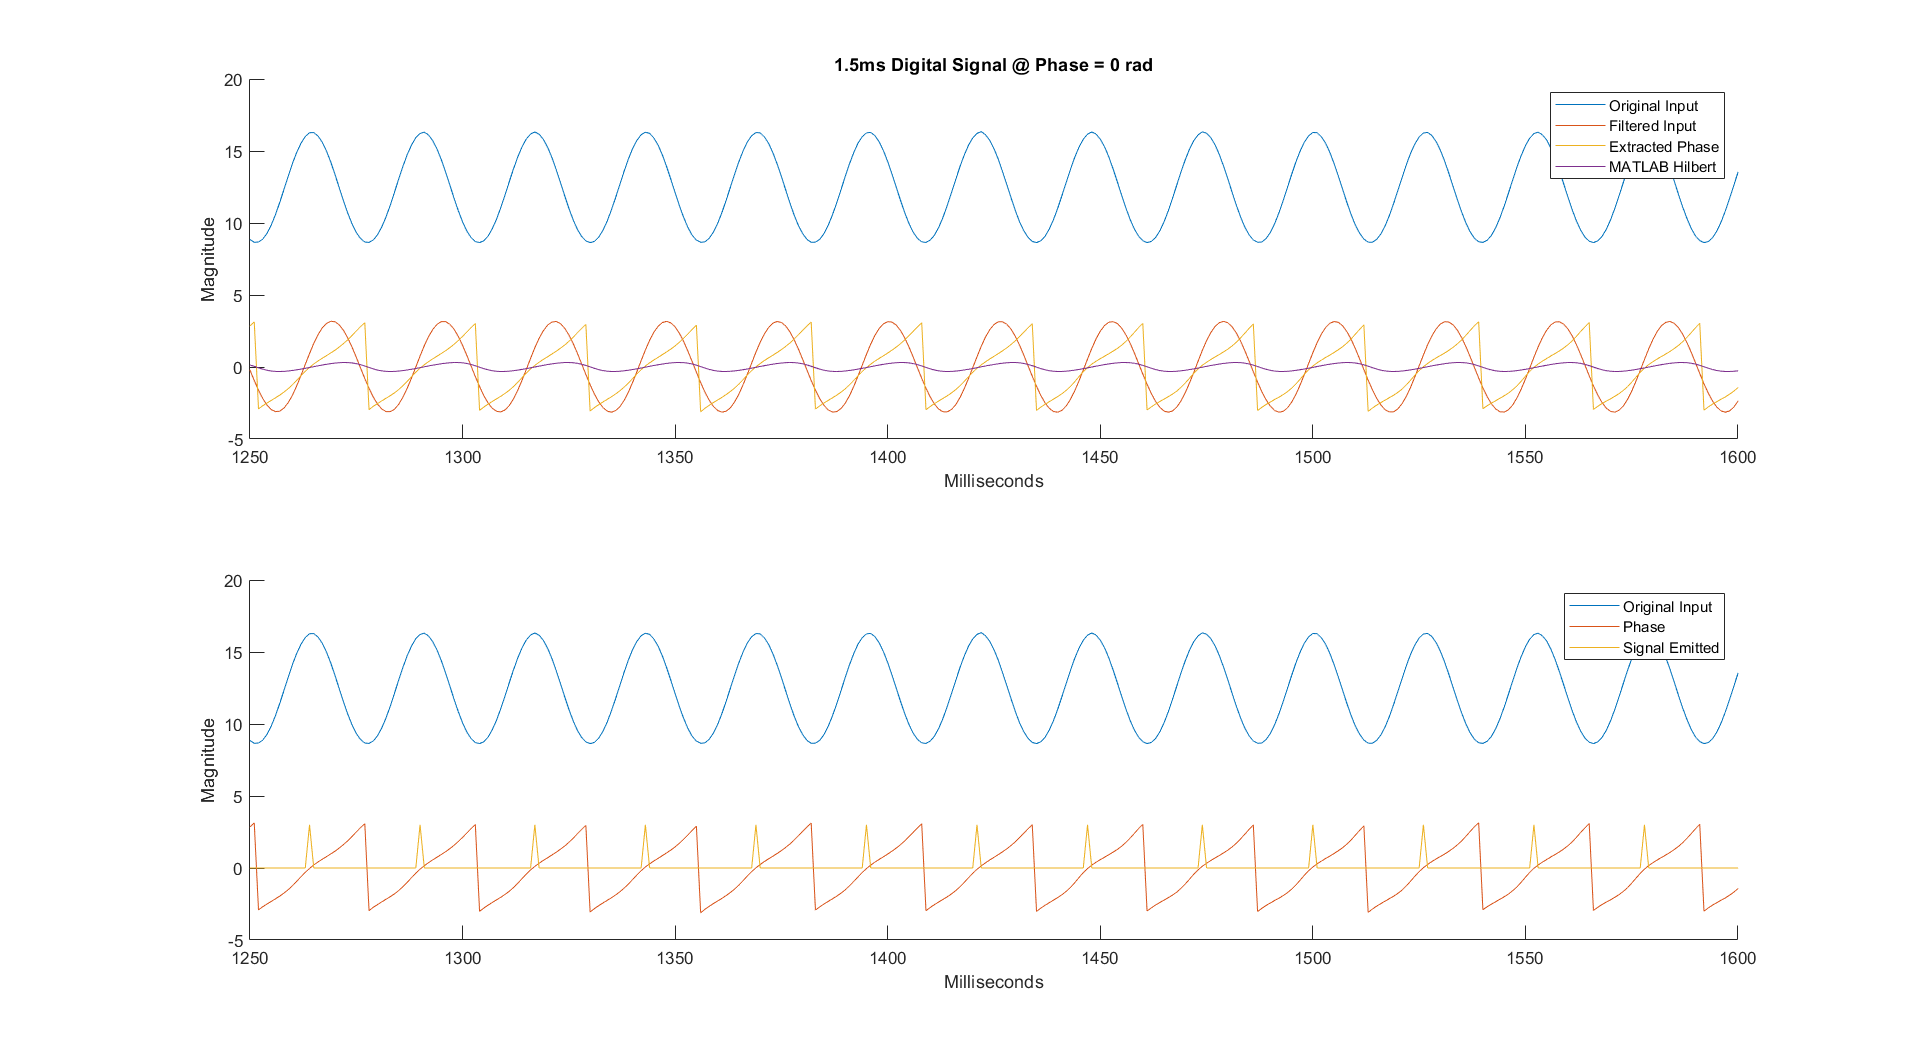 1.5ms Digital Signal @ Phase = 0 rad
20
15
10
5
0
-5
Magnitude
1250 1300 1350 1400 1450 1500 1550 1600
Milliseconds
Original Input
Filtered Input
Extracted Phase
MATLAB Hilbert
20
15
10
5
0
-5
Magnitude
1250 1300 1350 1400 1450 1500 1550 1600
Milliseconds
Original Input
Phase
Signal Emitted